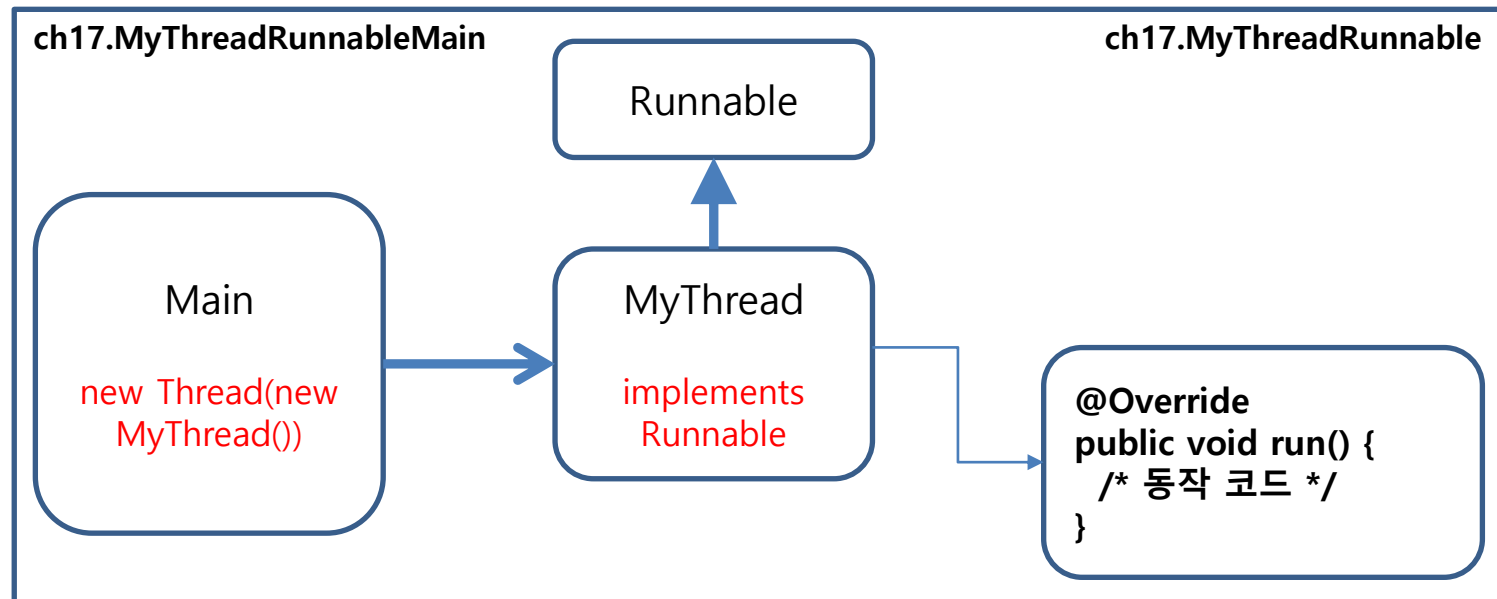 ch17.MyThreadRunnableMain
ch17.MyThreadRunnable
Runnable
Main
new Thread(new
MyThread())
MyThread
implements
Runnable
@Override
public void run() {
/* 동작 코드 */
}